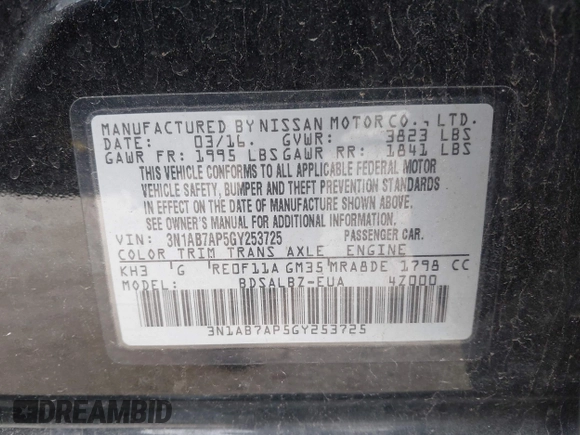 MANUFACTURED BY NISSAN MOTOR CO., LTD.
DATE: 03/16. GVWR: 3823 LBS
GAWR FR: 1995 LBS GAWR RR: 1841 LBS
THIS VEHICLE CONFORMS TO ALL APPLICABLE FEDERAL MOTOR
VEHICLE SAFETY, BUMPER AND THEFT PREVENTION STANDARDS
IN EFFECT ON THE DATE OF MANUFACTURE SHOWN ABOVE.
SEE OWNER'S MANUAL FOR ADDITIONAL INFORMATION.
VIN: 3N1AB7AP5GY253725 PASSENGER CAR.
COLOR TRIM TRANS AXLE ENGINE
KH3 G RE0F11A GM35 MRA8DE 1798 CC
MODEL: BDSALBZ-EUA 4Z000
3N1AB7AP5GY253725
DREAMBID